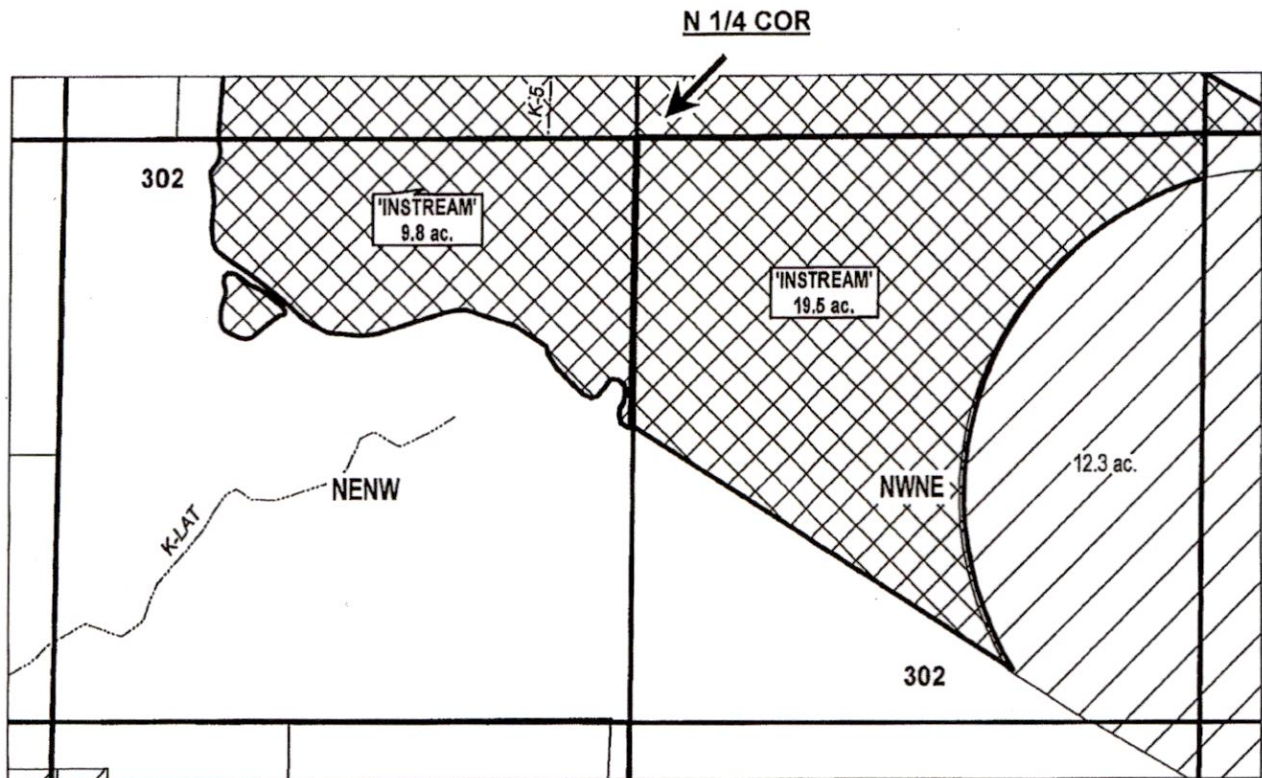 N 1/4 COR
K-5
302
'INSTREAM'
9.8 ac.
'INSTREAM'
19.5 ac.
12.3 ac.
NENW
NWNE
K-LAT
302